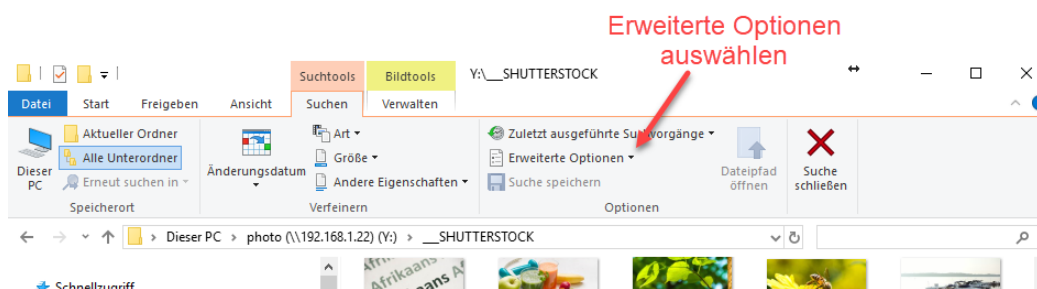 Erweiterte Optionen
auswählen
Suchtools Bildtools Y:\__SHUTTERSTOCK
Datei Start Freigeben Ansicht Suchen Verwalten
Dieser PC
Aktueller Ordner
Alle Unterordner
Erneut suchen in
Speicherort
Änderungsdatum
Art
Größe
Andere Eigenschaften
Verfeinern
Zuletzt ausgeführte Suchvorgänge
Erweiterte Optionen
Suche speichern
Dateipfad
öffnen
Optionen
Suche
schließen
Dieser PC > photo (\\192.168.1.22) (Y:) > __SHUTTERSTOCK
Schnellzugriff
Afrikaans